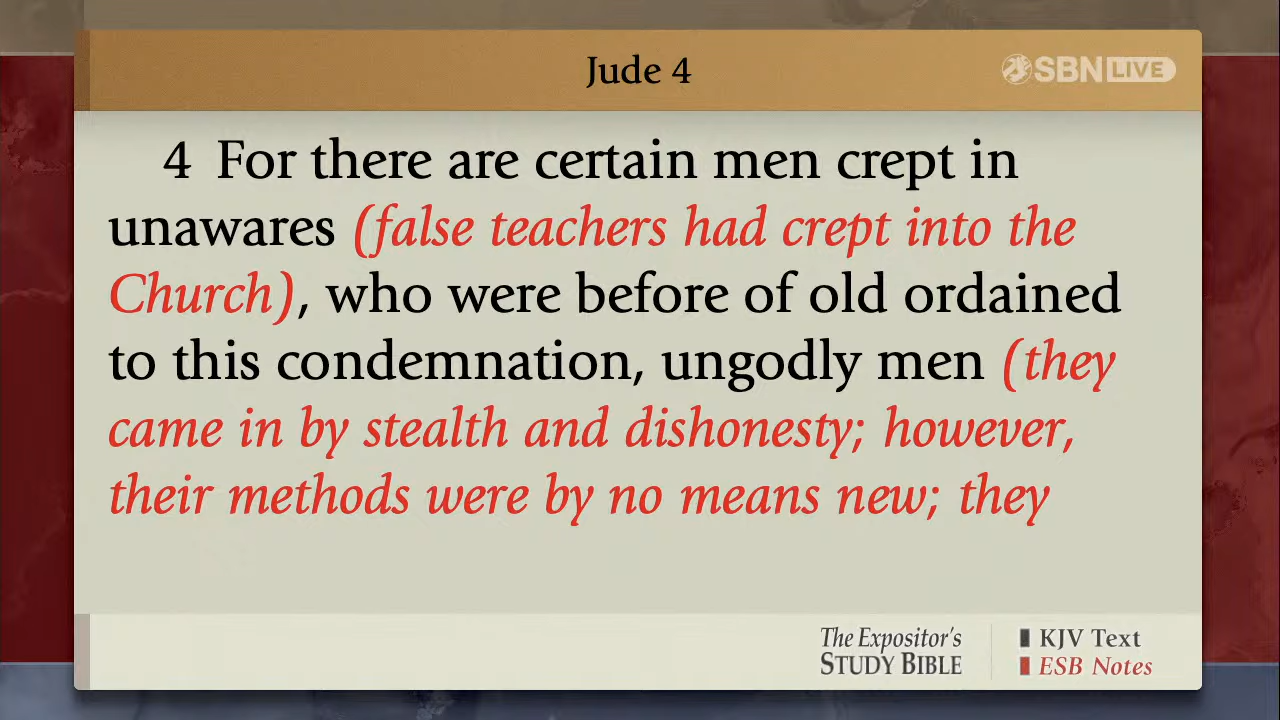 Jude 4
SBN LIVE
4 For there are certain men crept in
unawares (false teachers had crept into the
Church), who were before of old ordained
to this condemnation, ungodly men (they
came in by stealth and dishonesty; however,
their methods were by no means new; they
The Expositor's
STUDY BIBLE
KJV Text
ESB Notes